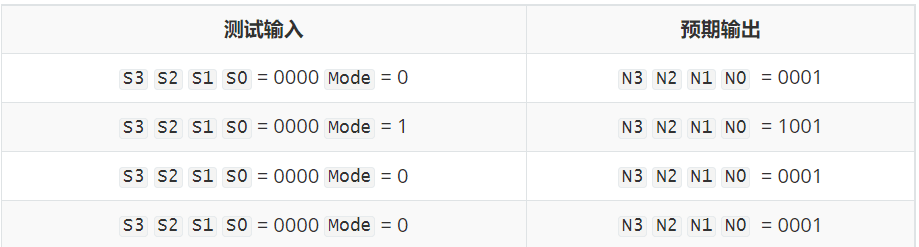 测试输入 预期输出
S3 S2 S1 S0 = 0000 Mode = 0 N3 N2 N1 N0 = 0001
S3 S2 S1 S0 = 0000 Mode = 1 N3 N2 N1 N0 = 1001
S3 S2 S1 S0 = 0000 Mode = 0 N3 N2 N1 N0 = 0001
S3 S2 S1 S0 = 0000 Mode = 0 N3 N2 N1 N0 = 0001